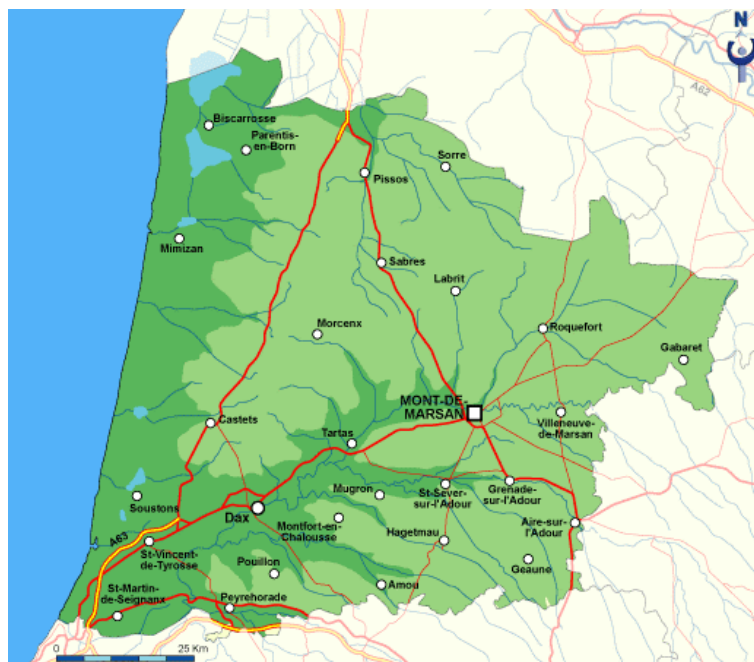 N
A62
Biscarrosse
Parentis-
en-Born
Sorre
Pissos
Mimizan
Sabres
Labrit
Morcenx
Roquefort
Gabaret
MONT-DE-
MARSAN
Castets
Tartas
Villeneuve-
de-Marsan
Soustons
Mugron
St-Sever-
sur-l'Adour
Grenade-
sur-l'Adour
Dax
Montfort-en-
Chalousse
Aire-sur-
l'Adour
A63
St-Vincent-
de-Tyrosse
Hagetmau
Pouillon
Geaune
St-Martin-
de-Seignanx
Amou
Peyrehorade
0 25 Km